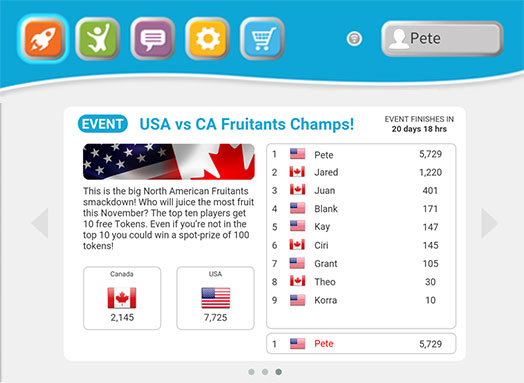 Pete
EVENT
USA vs CA Fruitants Champs!
EVENT FINISHES IN
20 days 18 hrs
This is the big North American Fruitants
smackdown! Who will juice the most fruit
this November? The top ten players get
10 free Tokens. Even if you're not in the
top 10 you could win a spot-prize of 100
tokens!
Canada
2,145
USA
7,725
1 Pete 5,729
2 Jared 1,220
3 Juan 401
4 Blank 171
5 Kay 147
6 Ciri 145
7 Grant 105
8 Theo 30
9 Korra 10
1 Pete 5,729